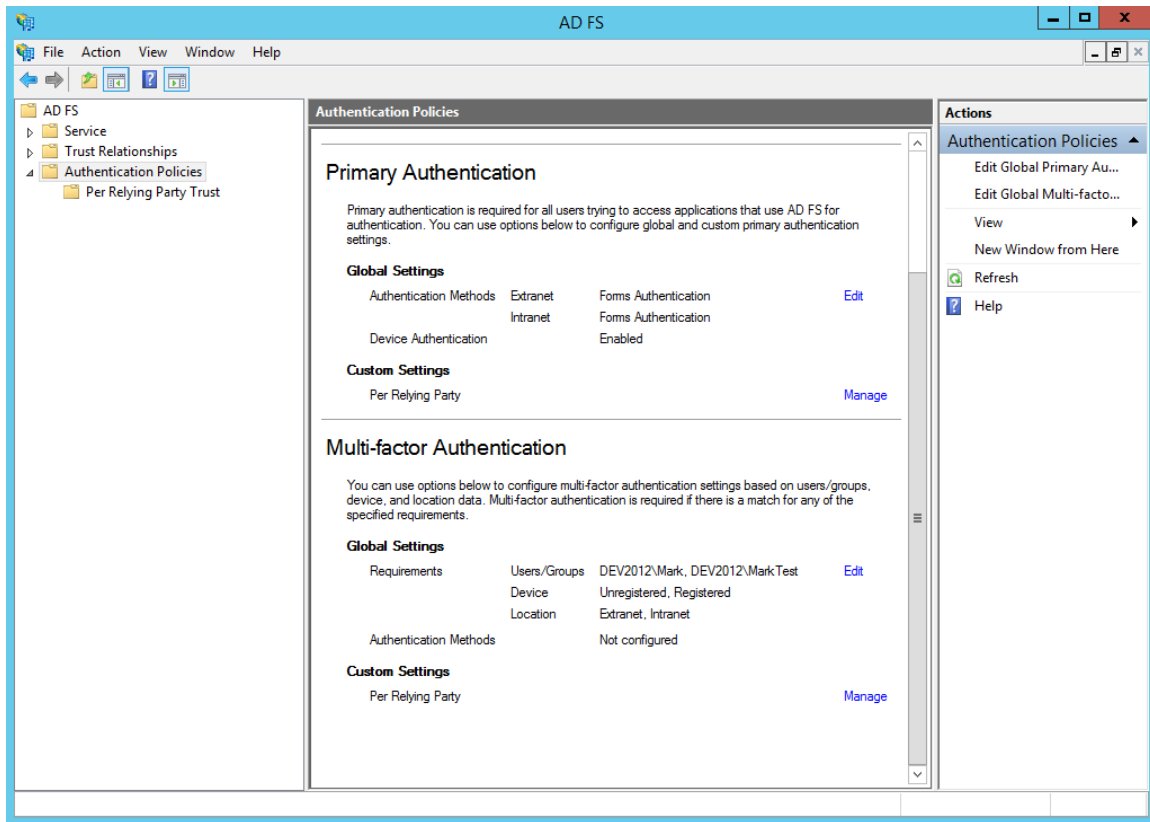 AD FS
File Action View Window Help
AD FS
Service
Trust Relationships
Authentication Policies
Per Relying Party Trust
Authentication Policies
Primary Authentication
Primary authentication is required for all users trying to access applications that use AD FS for
authentication. You can use options below to configure global and custom primary authentication
settings.
Global Settings
Authentication Methods Extranet Forms Authentication Edit
Intranet Forms Authentication
Device Authentication Enabled
Custom Settings
Per Relying Party Manage
Multi-factor Authentication
You can use options below to configure multi-factor authentication settings based on users/groups,
device, and location data. Multi-factor authentication is required if there is a match for any of the
specified requirements.
Global Settings
Requirements Users/Groups DEV2012\Mark, DEV2012\MarkTest Edit
Device Unregistered, Registered
Location Extranet, Intranet
Authentication Methods Not configured
Custom Settings
Per Relying Party Manage
Actions
Authentication Policies
Edit Global Primary Au...
Edit Global Multi-facto...
View
New Window from Here
Refresh
Help